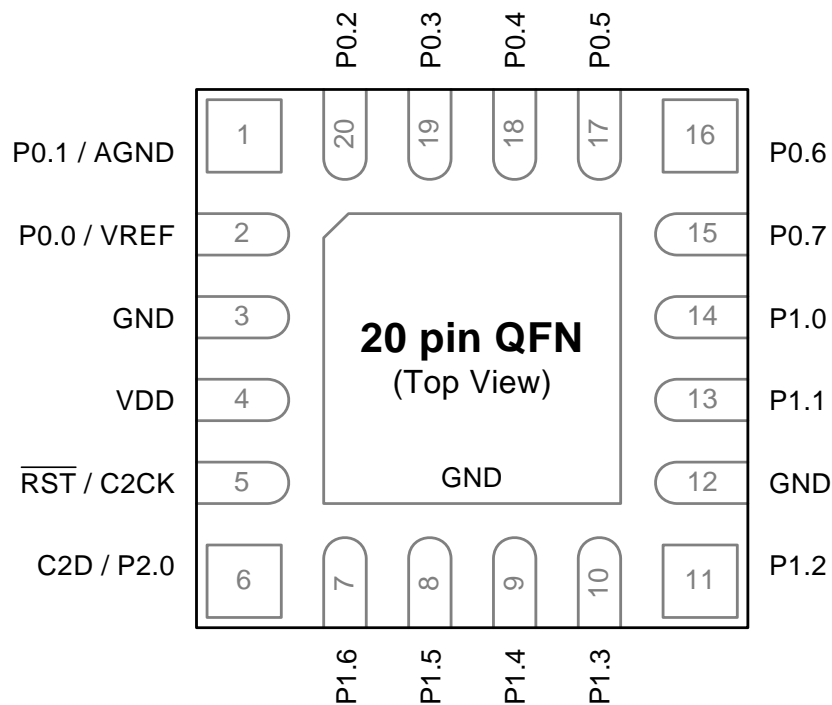 P0.2
P0.3
P0.4
P0.5
20
19
18
17
1
16
P0.1 / AGND
P0.6
P0.0 / VREF
2
15
P0.7
GND
3
14
P1.0
20 pin QFN
(Top View)
VDD
4
13
P1.1
RST / C2CK
5
GND
12
GND
C2D / P2.0
6
7
8
9
10
11
P1.2
P1.6
P1.5
P1.4
P1.3